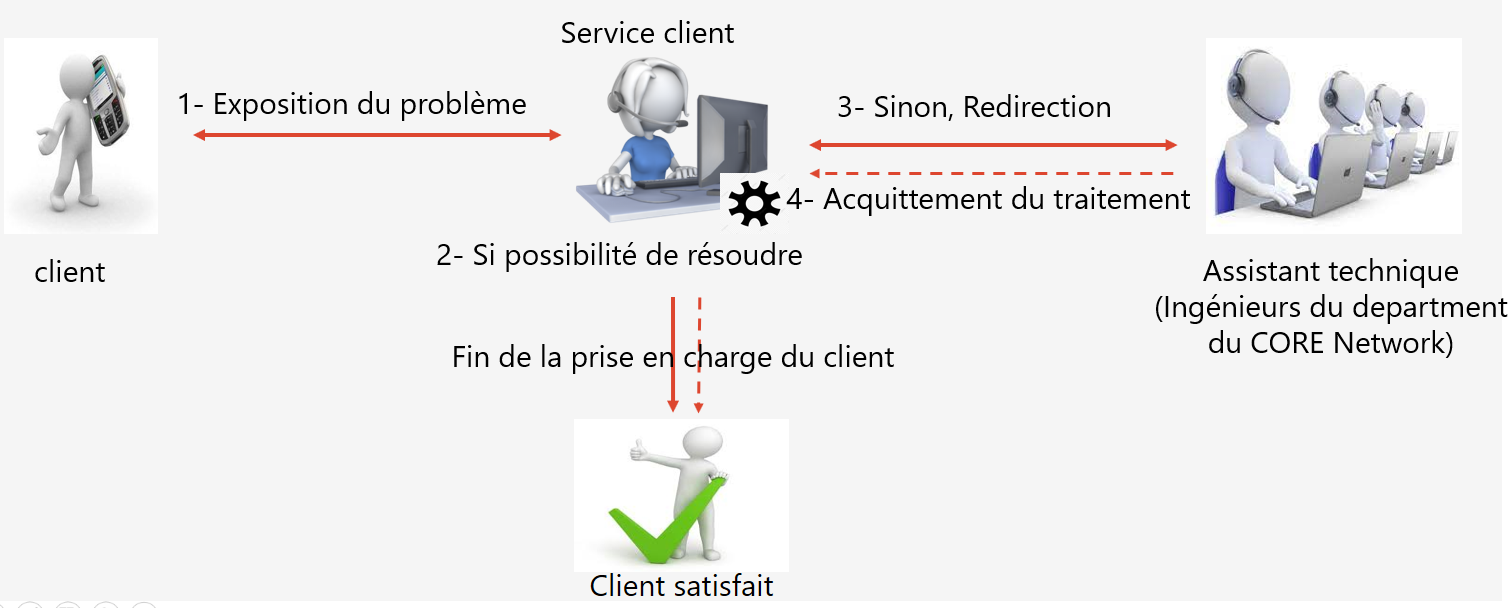 Service client
1- Exposition du problème
3- Sinon, Redirection
4- Acquittement du traitement
2- Si possibilité de résoudre
client
Assistant technique
(Ingénieurs du department
du CORE Network)
Fin de la prise en charge du client
Client satisfait